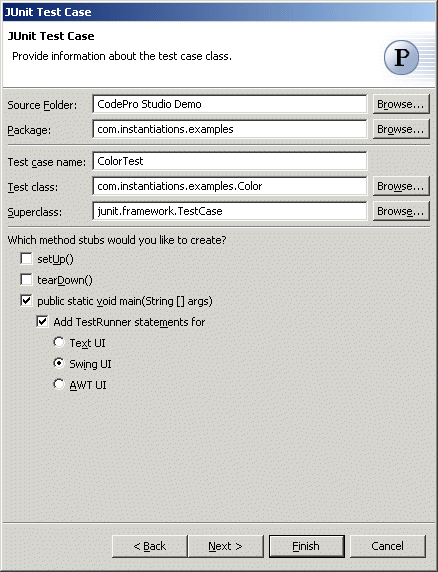 JUnit Test Case
JUnit Test Case
Provide information about the test case class.
P
Source Folder: CodePro Studio Demo Browse...
Package: com.instantiations.examples Browse...
Test case name: ColorTest
Test class: com.instantiations.examples.Color Browse...
Superclass: junit.framework.TestCase Browse...
Which method stubs would you like to create?
setUp()
tearDown()
public static void main(String [] args)
Add TestRunner statements for
Text UI
Swing UI
AWT UI
< Back Next > Finish Cancel